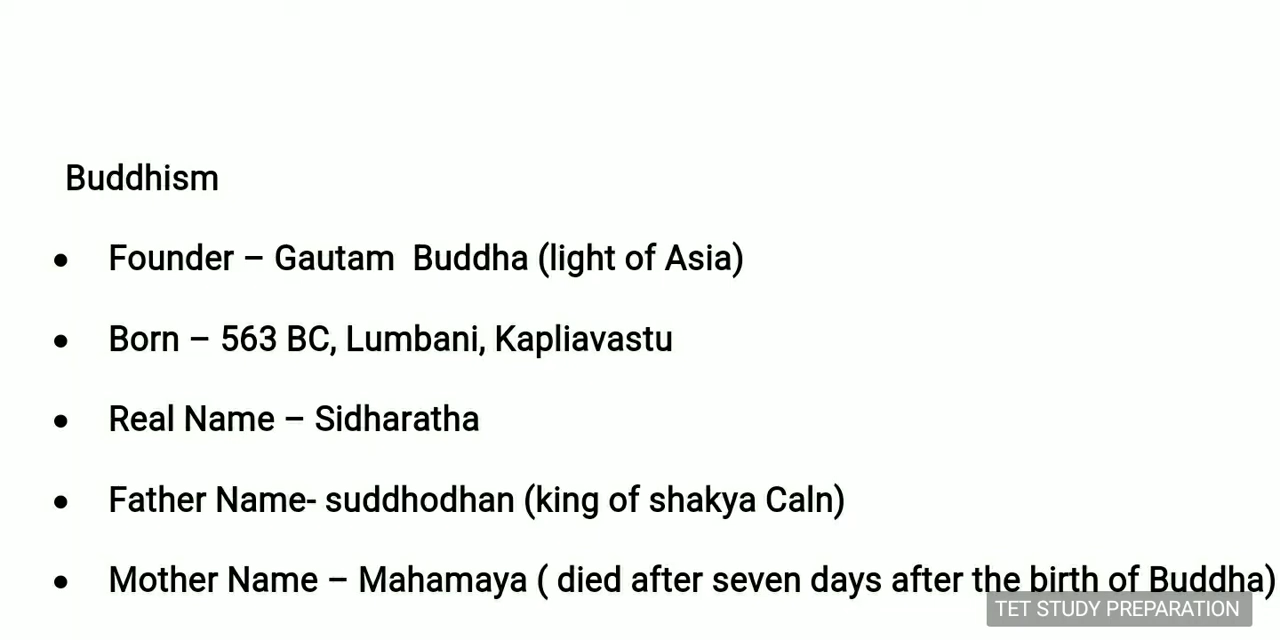 Buddhism
• Founder – Gautam Buddha (light of Asia)
• Born – 563 BC, Lumbani, Kapliavastu
• Real Name – Sidharatha
• Father Name- suddhodhan (king of shakya Caln)
• Mother Name – Mahamaya ( died after seven days after the birth of Buddha)
TET STUDY PREPARATION